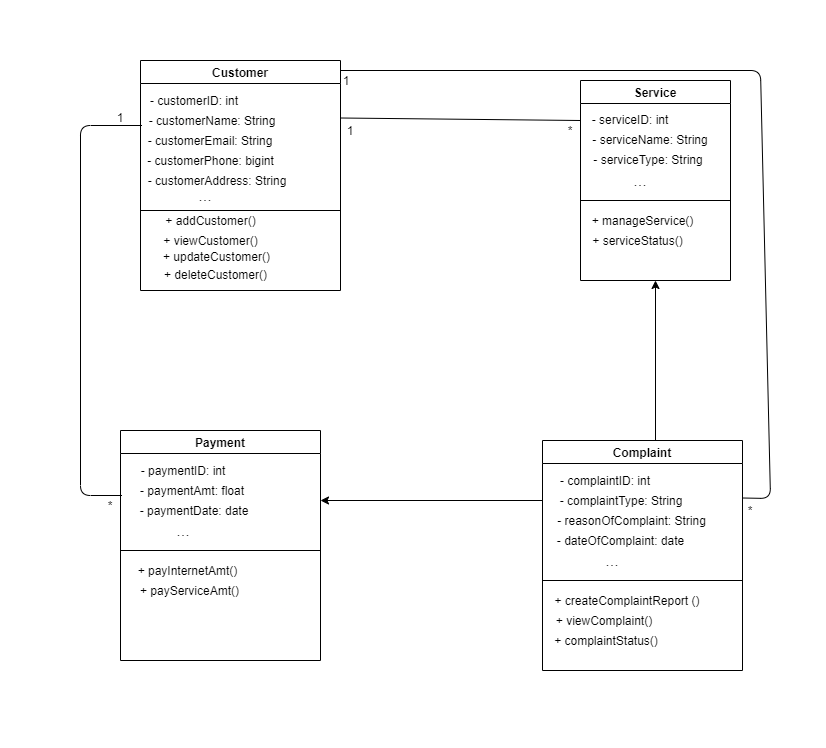 Customer
- customerID: int
- customerName: String
- customerEmail: String
- customerPhone: bigint
- customerAddress: String
...
+ addCustomer()
+ viewCustomer()
+ updateCustomer()
+ deleteCustomer()
1
1
1
*
Service
- serviceID: int
- serviceName: String
- serviceType: String
...
+ manageService()
+ serviceStatus()
Payment
- paymentID: int
- paymentAmt: float
- paymentDate: date
...
+ payInternetAmt()
+ payServiceAmt()
*
Complaint
- complaintID: int
- complaintType: String
- reasonOfComplaint: String
- dateOfComplaint: date
...
+ createComplaintReport ()
+ viewComplaint()
+ complaintStatus()
*